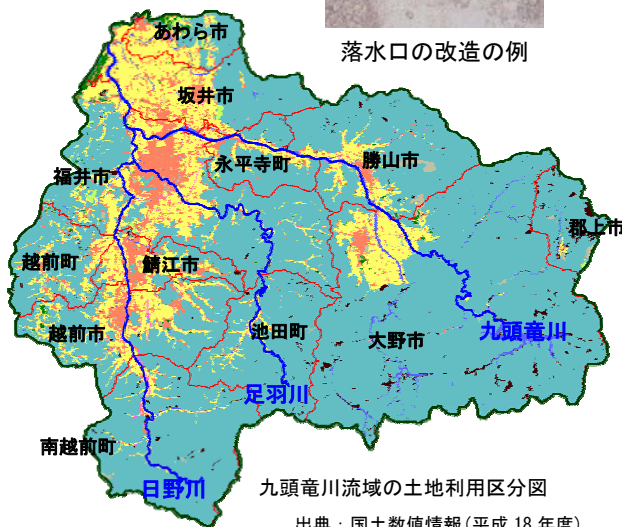 落水口の改造の例
あわら市
坂井市
永平寺町
勝山市
福井市
郡上市
越前町
鯖江市
越前市
池田町
大野市
九頭竜川
足羽川
南越前町
日野川
九頭竜川流域の土地利用区分図
出典：国土数値情報(平成 18 年度)